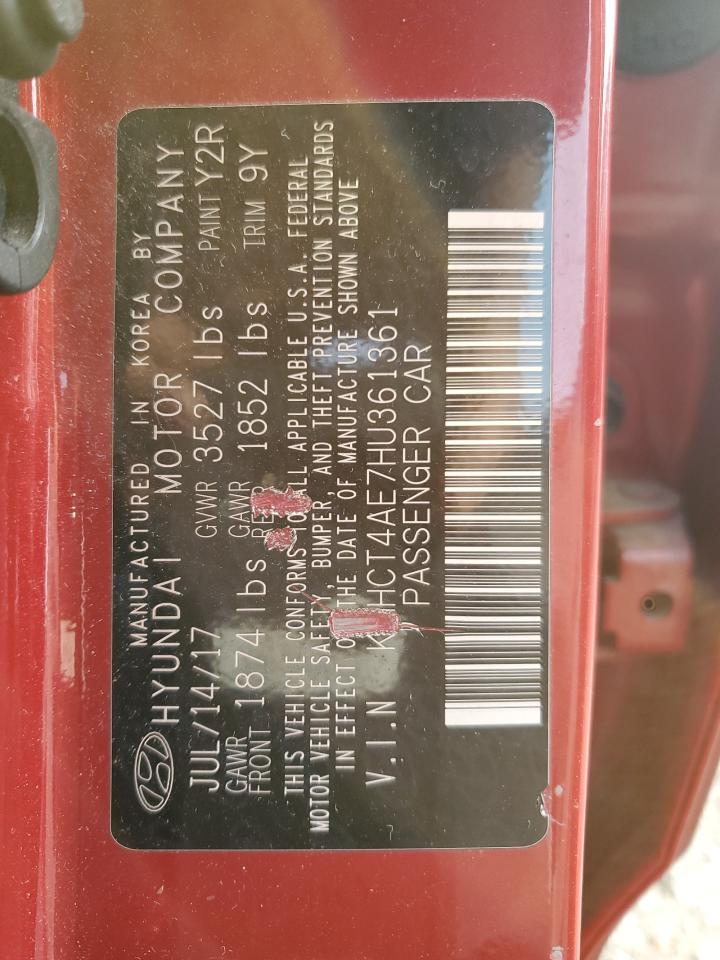 MANUFACTURED IN KOREA BY
HYUNDAI MOTOR COMPANY
JUL/14/17 GVWR 3527 lbs PAINT Y2R
GAWR FRONT 1874 lbs GAWR REAR 1852 lbs TRIM 9Y
THIS VEHICLE CONFORMS TO ALL APPLICABLE U.S.A. FEDERAL
MOTOR VEHICLE SAFETY, BUMPER, AND THEFT PREVENTION STANDARDS
IN EFFECT ON THE DATE OF MANUFACTURE SHOWN ABOVE
V.I.N KMHCT4AE7HU361361
PASSENGER CAR